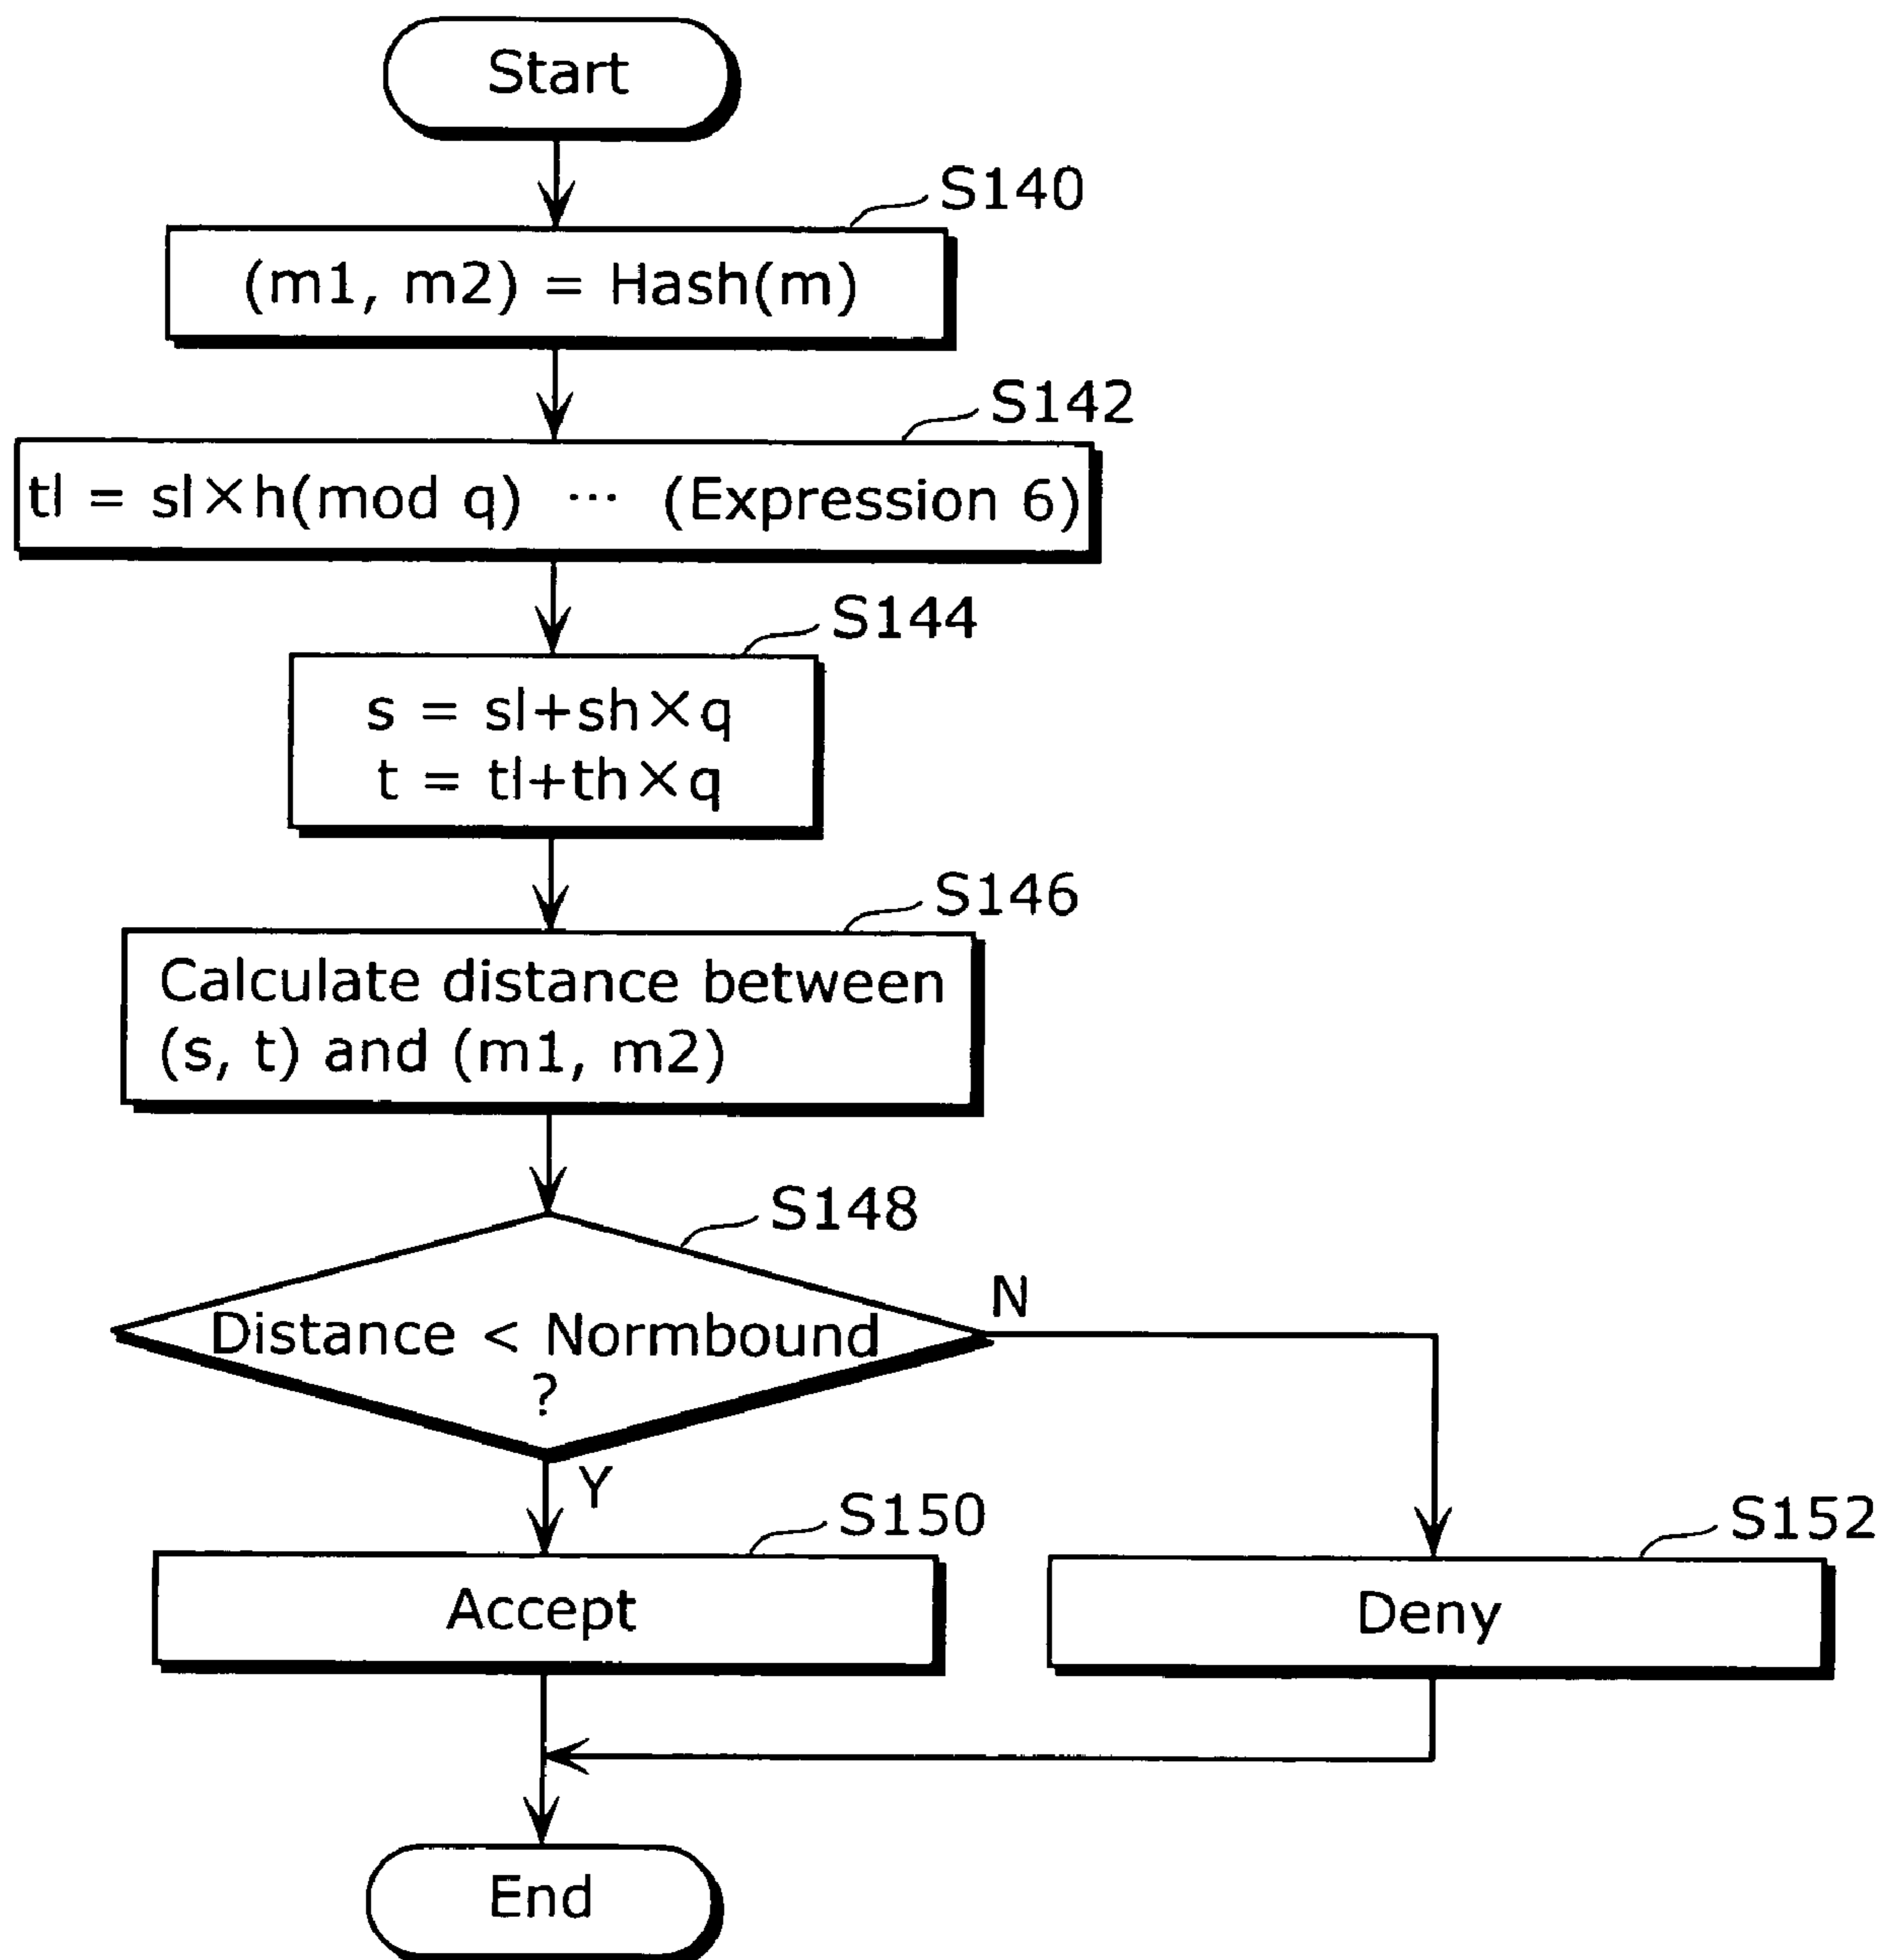 Start
S140
(m1, m2) = Hash(m)
S142
tl = sl×h(mod q) ··· (Expression 6)
S144
s = sl+sh×q
t = tl+th×q
S146
Calculate distance between
(s, t) and (m1, m2)
S148
Distance < Normbound
?
N
Y
S150
Accept
S152
Deny
End